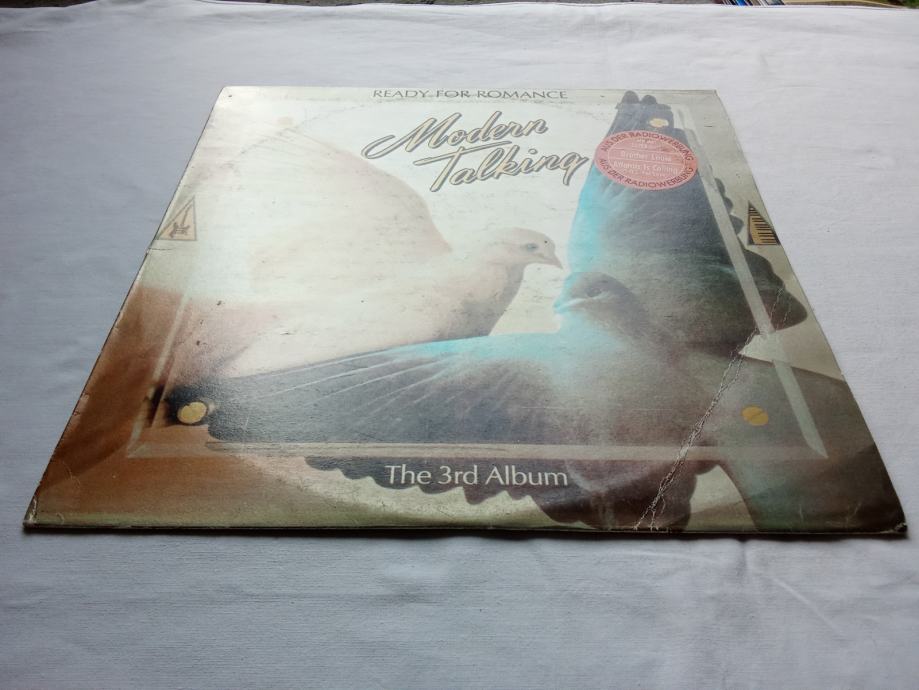 READY FOR ROMANCE
Modern
Talking
AUS DER RADIOWERBUNG
Brother Louie
Atlantis Is Calling
AUS DER RADIOWERBUNG
The 3rd Album